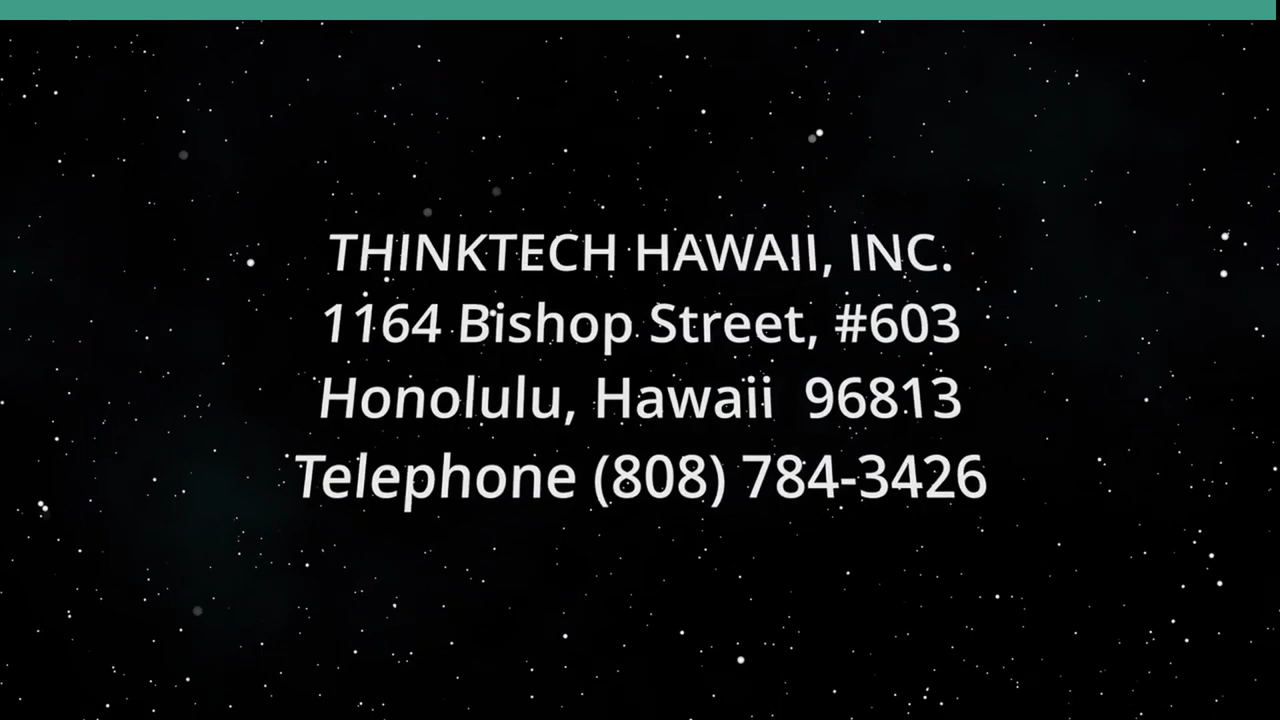 THINKTECH HAWAII, INC.
1164 Bishop Street, #603
Honolulu, Hawaii  96813
Telephone (808) 784-3426